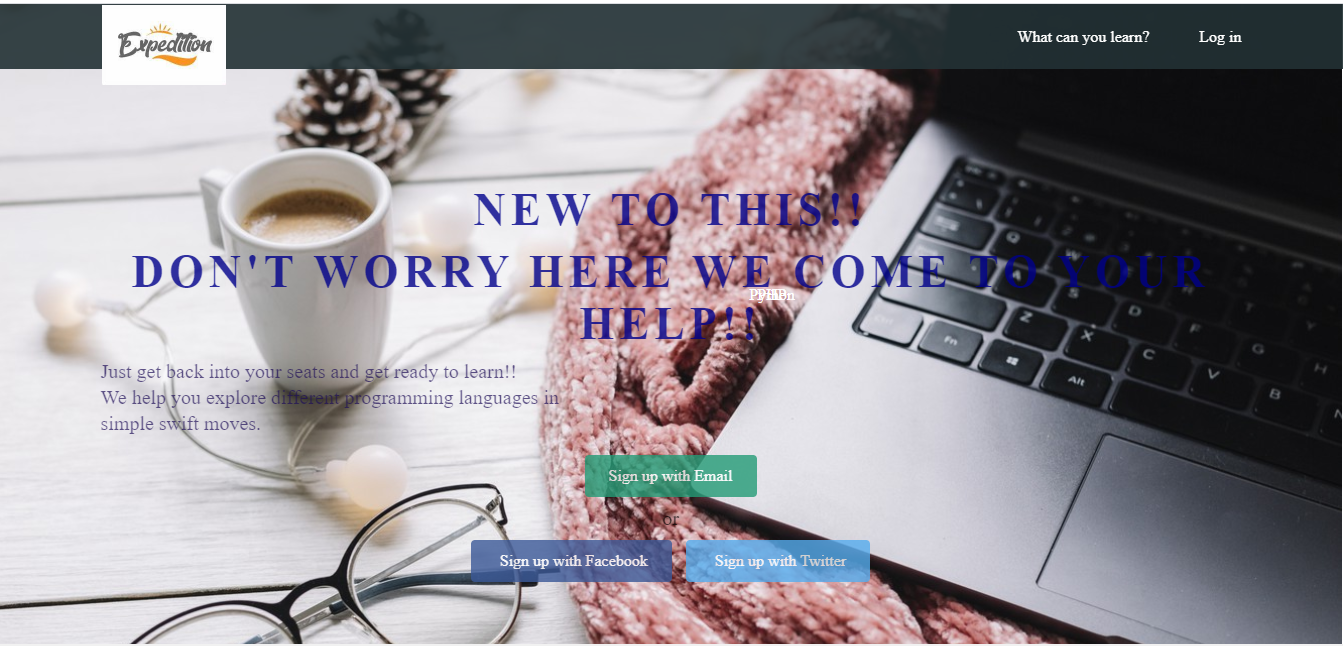 Expedition
What can you learn?
Log in
NEW TO THIS!!
DON'T WORRY HERE WE COME TO YOUR
HELP!!
Just get back into your seats and get ready to learn!!
We help you explore different programming languages in
simple swift moves.
Sign up with Email
or
Sign up with Facebook
Sign up with Twitter
Q
S
D
F
G
H
Z
X
C
V
B
N
Fn
Alt